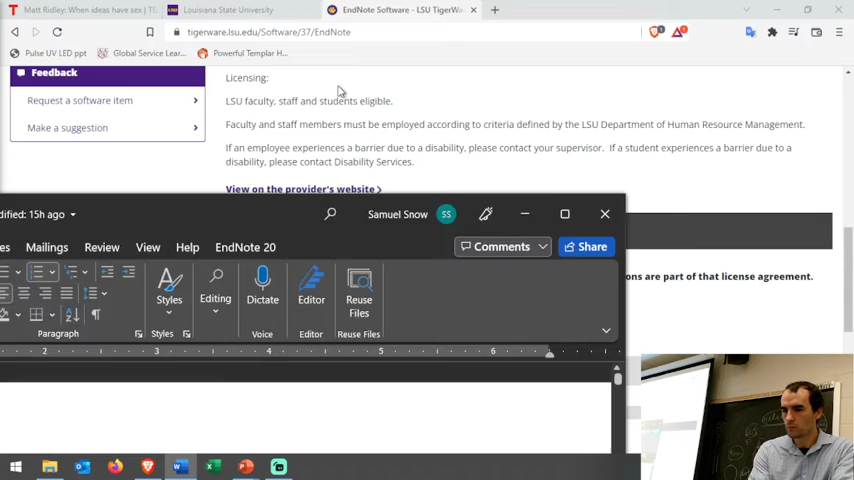 Matt Ridley: When ideas have sex | TE
Louisiana State University
EndNote Software - LSU TigerWa
tigerware.lsu.edu/Software/37/EndNote
Pulse UV LED ppt
Global Service Lear...
Powerful Templar H...
Feedback
Request a software item
Make a suggestion
Licensing:
LSU faculty, staff and students eligible.
Faculty and staff members must be employed according to criteria defined by the LSU Department of Human Resource Management.
If an employee experiences a barrier due to a disability, please contact your supervisor. If a student experiences a barrier due to a
disability, please contact Disability Services.
View on the provider's website
dified: 15h ago
Samuel Snow
SS
es
Mailings
Review
View
Help
EndNote 20
Comments
Share
ons are part of that license agreement.
Styles
Editing
Dictate
Editor
Reuse
Files
Paragraph
Styles
Voice
Editor
Reuse Files
2
3
4
5
6